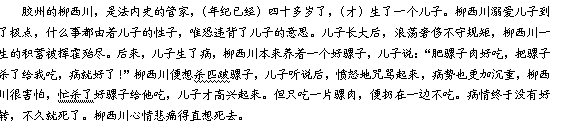 胶州的柳西川，是法内史的管家，（年纪已经）四十多岁了，（才）生了一个儿子。柳西川溺爱儿子到
了极点，什么事都由着儿子的性子，唯恐违背了儿子的意思。儿子长大后，浪荡奢侈不守规矩，柳西川一
生的积蓄被挥霍殆尽。后来，儿子生了病，柳西川本来养着一个好骡子，儿子说：“肥骡子肉好吃，把骡子
杀了给我吃，病就好了！”柳西川便想杀匹跛骡子，儿子听说后，愤怒地咒骂起来，病势也更加沉重，柳西
川很害怕，忙杀了好骡子给他吃，儿子才高兴起来。但只吃一片骡肉，便扔在一边不吃。病情终于没有好
转，不久就死了。柳西川心情悲痛得直想死去。